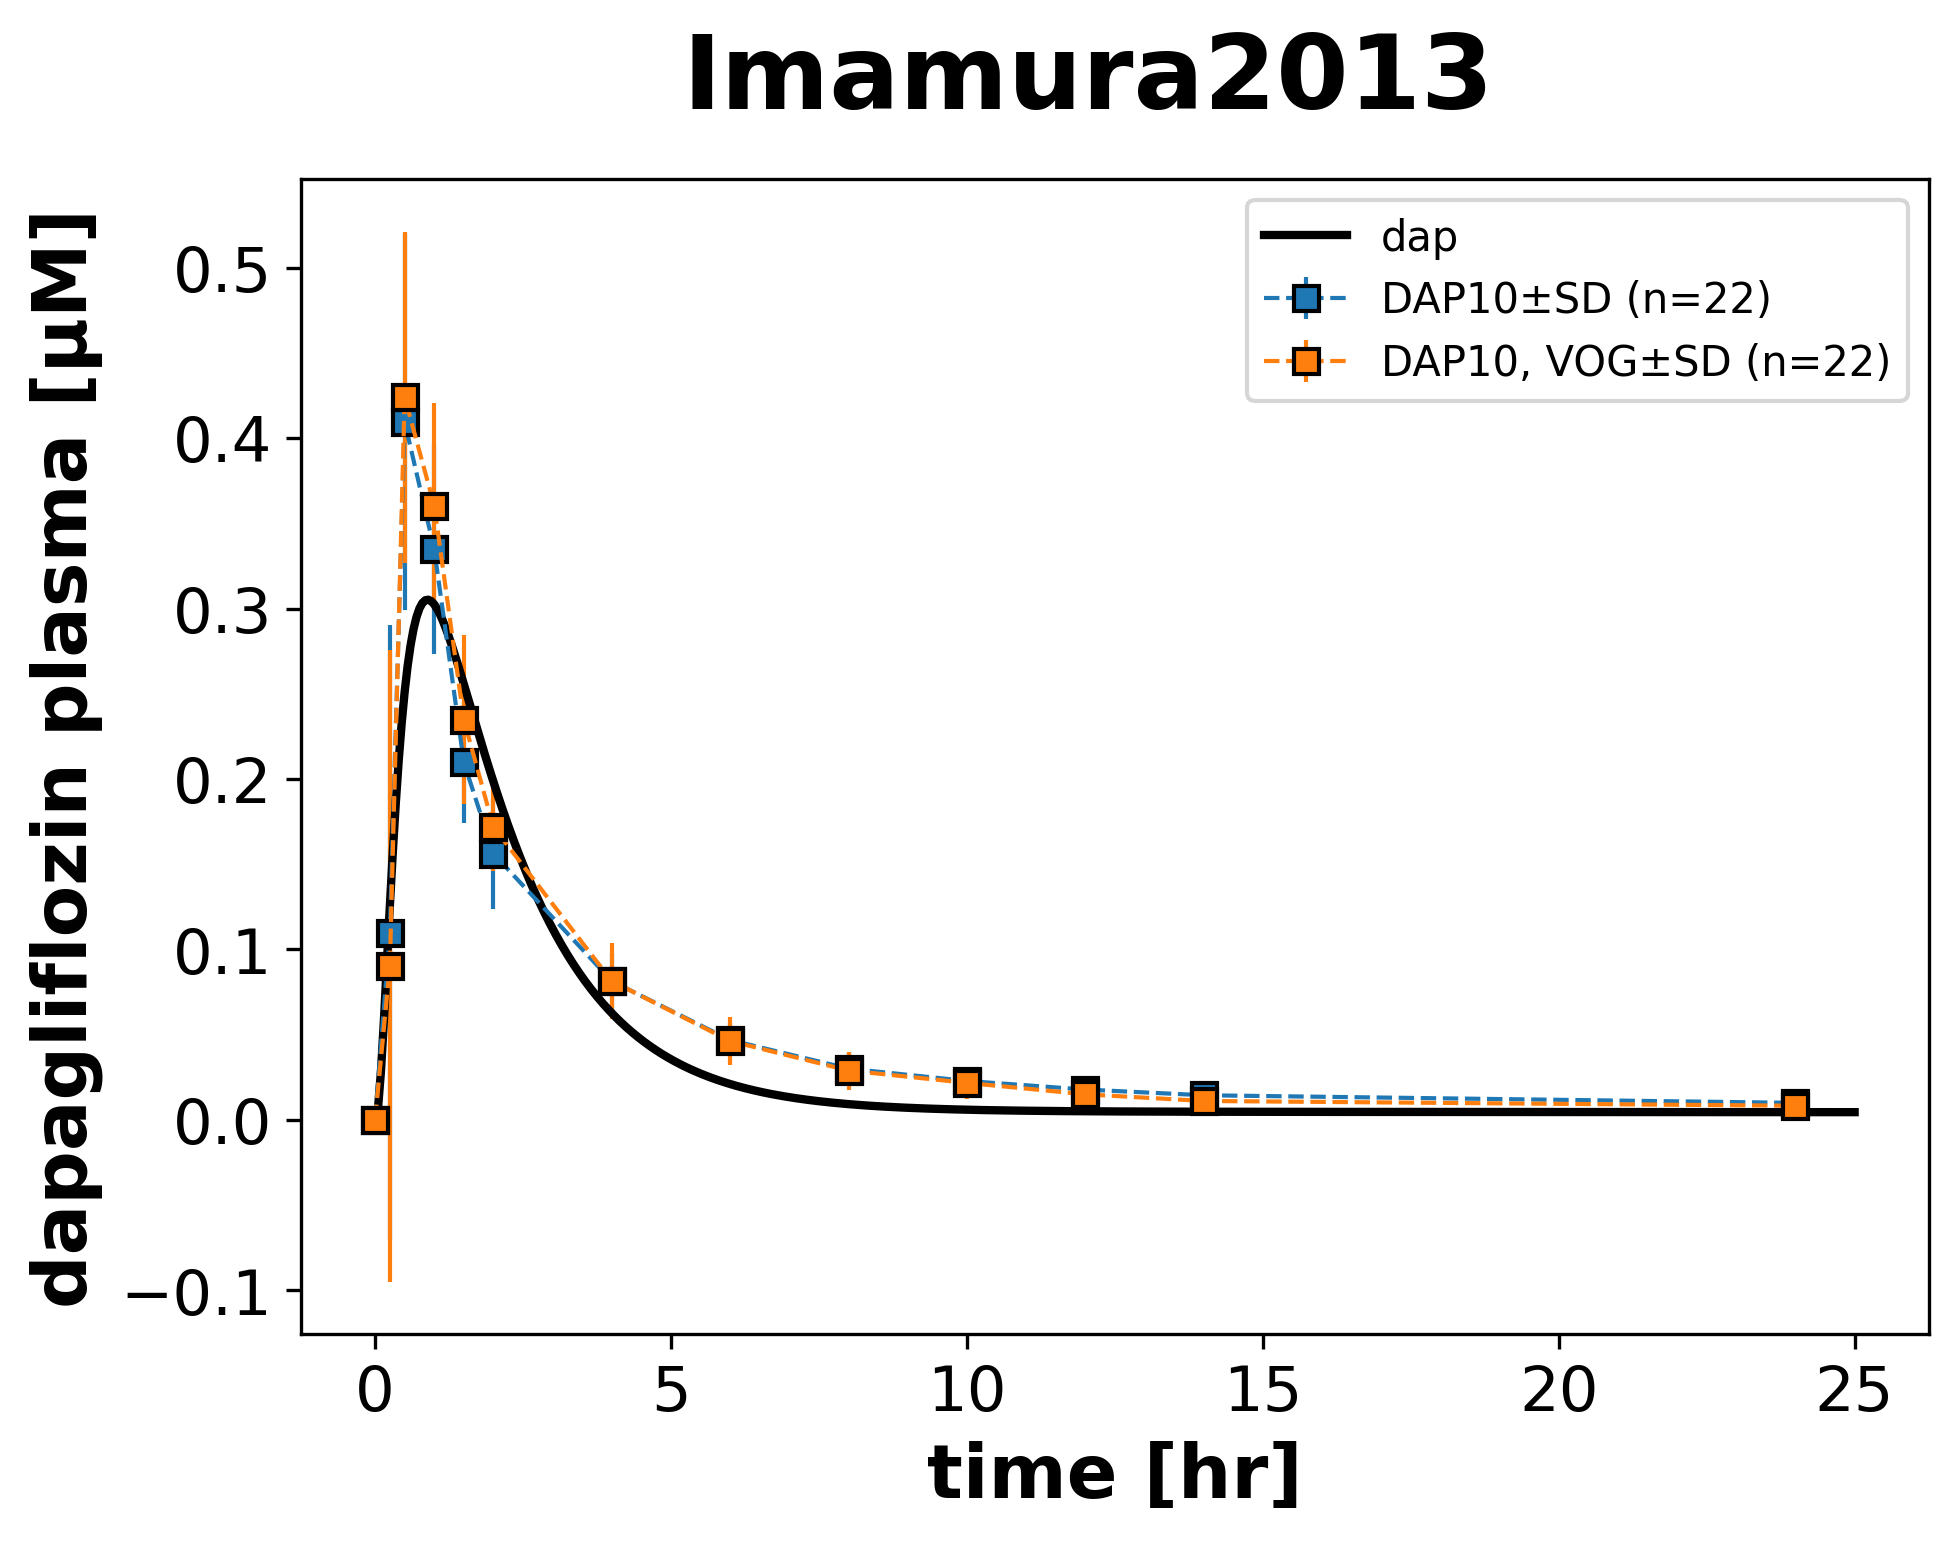 Imamura2013
dapagliflozin plasma [µM]
0.5
0.4
0.3
0.2
0.1
0.0
−0.1
dap
DAP10±SD (n=22)
DAP10, VOG±SD (n=22)
0 5 10 15 20 25
time [hr]